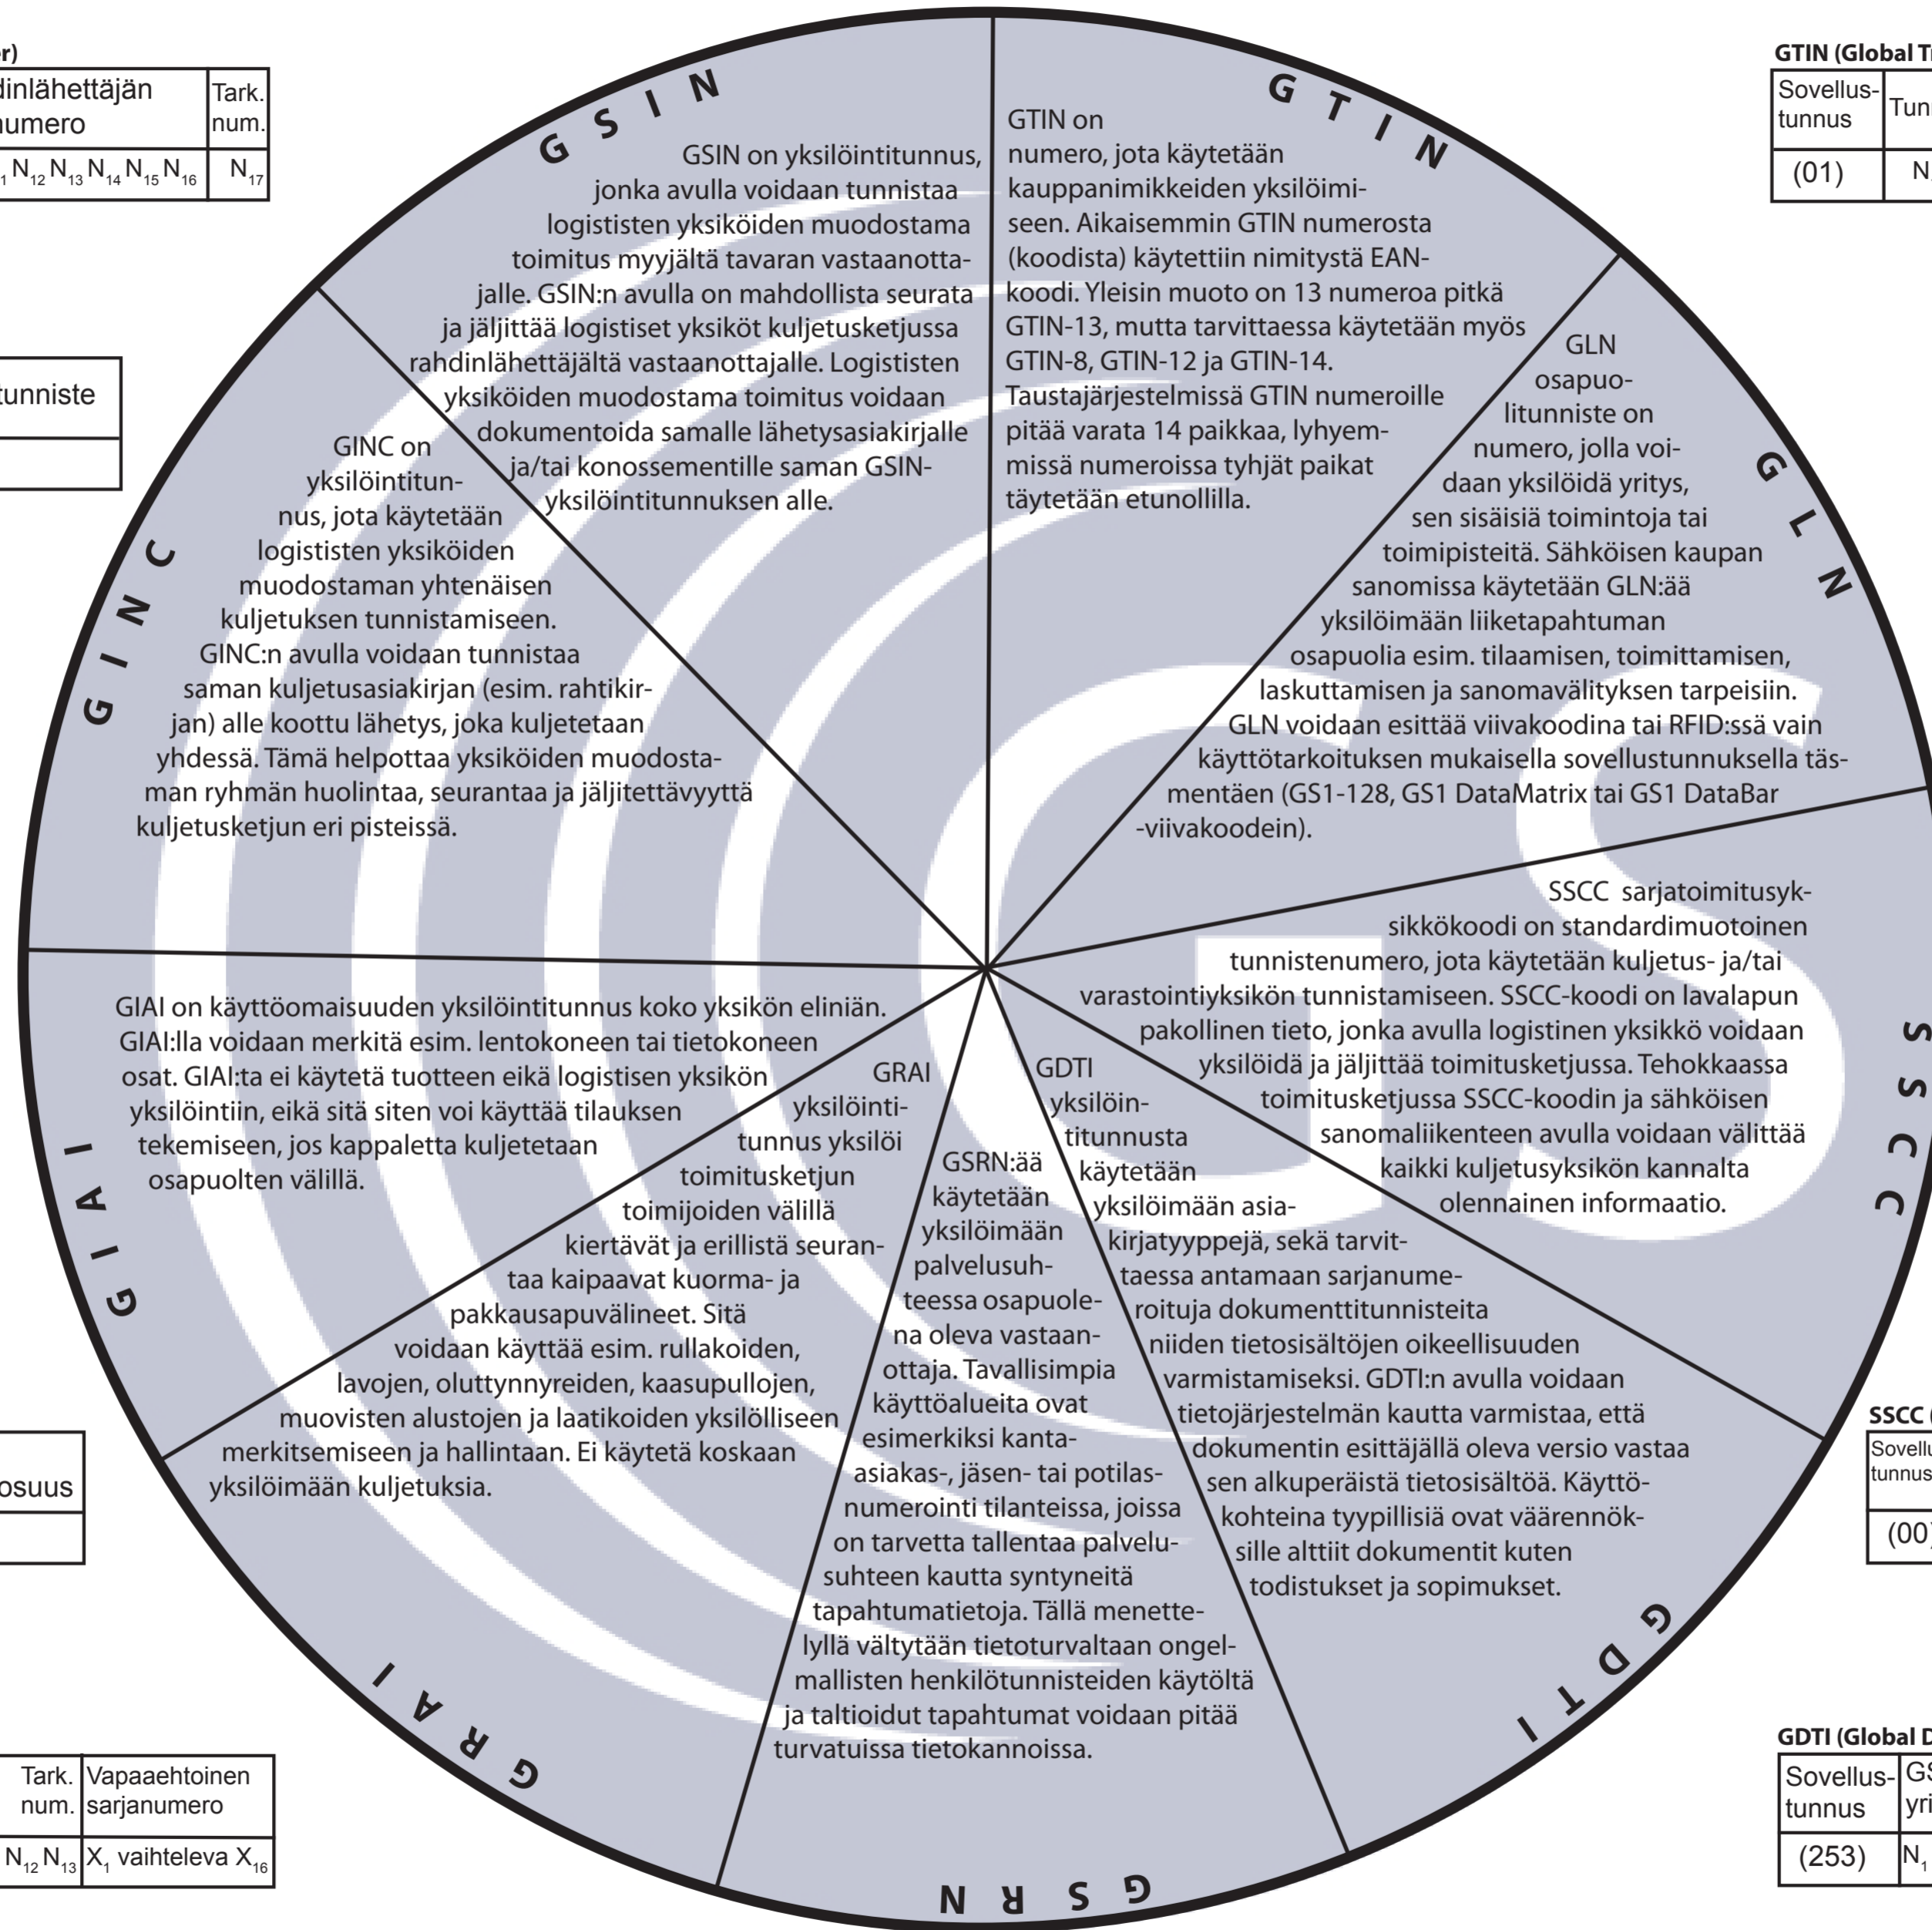 er)
dinlähettäjän
numero
Tark.
num.
N₁₂ N₁₃ N₁₄ N₁₅ N₁₆
N₁₇
tunniste
osuus
Tark.
num.
Vapaaehtoinen
sarjanumero
N₁₂ N₁₃
X₁ vaihteleva X₁₆
GSIN
GSIN on yksilöintitunnus,
jonka avulla voidaan tunnistaa
logististen yksiköiden muodostama
toimitus myyjältä tavaran vastaanotta-
jalle. GSIN:n avulla on mahdollista seurata
ja jäljittää logistiset yksiköt kuljetusketjussa
rahdinlähettäjältä vastaanottajalle. Logististen
yksiköiden muodostama toimitus voidaan
dokumentoida samalle lähetysasiakirjalle
ja/tai konossementille saman GSIN-
yksilöintitunnuksen alle.
GTIN
GTIN on
numero, jota käytetään
kauppanimikkeiden yksilöimi-
seen. Aikaisemmin GTIN numerosta
(koodista) käytettiin nimitystä EAN-
koodi. Yleisin muoto on 13 numeroa pitkä
GTIN-13, mutta tarvittaessa käytetään myös
GTIN-8, GTIN-12 ja GTIN-14.
Taustajärjestelmissä GTIN numeroille
pitää varata 14 paikkaa, lyhyem-
missä numeroissa tyhjät paikat
täytetään etunollilla.
GLN
GLN
osapuo-
litunniste on
numero, jolla voi-
daan yksilöidä yritys,
sen sisäisiä toimintoja tai
toimipisteitä. Sähköisen kaupan
sanomissa käytetään GLN:ää
yksilöimään liiketapahtuman
osapuolia esim. tilaamisen, toimittamisen,
laskuttamisen ja sanomavälityksen tarpeisiin.
GLN voidaan esittää viivakoodina tai RFID:ssä vain
käyttötarkoituksen mukaisella sovellustunnuksella täs-
mentäen (GS1-128, GS1 DataMatrix tai GS1 DataBar
-viivakoodein).
SSCC
SSCC sarjatoimitusyk-
sikkökoodi on standardimuotoinen
tunnistenumero, jota käytetään kuljetus- ja/tai
varastointiyksikön tunnistamiseen. SSCC-koodi on lavalapun
pakollinen tieto, jonka avulla logistinen yksikkö voidaan
yksilöidä ja jäljittää toimitusketjussa. Tehokkaassa
toimitusketjussa SSCC-koodin ja sähköisen
sanomaliikenteen avulla voidaan välittää
kaikki kuljetusyksikön kannalta
olennainen informaatio.
GDTI
GDTI
yksilöin-
titunnusta
käytetään
yksilöimään asia-
kirjatyyppejä, sekä tarvit-
taessa antamaan sarjanume-
roituja dokumenttitunnisteita
niiden tietosisältöjen oikeellisuuden
varmistamiseksi. GDTI:n avulla voidaan
tietojärjestelmän kautta varmistaa, että
dokumentin esittäjällä oleva versio vastaa
sen alkuperäistä tietosisältöä. Käyttö-
kohteina tyypillisiä ovat väärennök-
sille alttiit dokumentit kuten
todistukset ja sopimukset.
GSRN
GSRN:ää
käytetään
yksilöimään
palvelusuh-
teessa osapuole-
na oleva vastaan-
ottaja. Tavallisimpia
käyttöalueita ovat
esimerkiksi kanta-
asiakas-, jäsen- tai potilas-
numerointi tilanteissa, joissa
on tarvetta tallentaa palvelu-
suhteen kautta syntyneitä
tapahtumatietoja. Tällä menette-
lyllä vältytään tietoturvaltaan ongel-
mallisten henkilötunnisteiden käytöltä
ja taltioidut tapahtumat voidaan pitää
turvatuissa tietokannoissa.
GRAI
GRAI
yksilöinti-
tunnus yksilöi
toimitusketjun
toimijoiden välillä
kiertävät ja erillistä seuran-
taa kaipaavat kuorma- ja
pakkausapuvälineet. Sitä
voidaan käyttää esim. rullakoiden,
lavojen, oluttynnyreiden, kaasupullojen,
muovisten alustojen ja laatikoiden yksilölliseen
merkitsemiseen ja hallintaan. Ei käytetä koskaan
yksilöimään kuljetuksia.
GIAI
GIAI on käyttöomaisuuden yksilöintitunnus koko yksikön eliniän.
GIAI:lla voidaan merkitä esim. lentokoneen tai tietokoneen
osat. GIAI:ta ei käytetä tuotteen eikä logistisen yksikön
yksilöintiin, eikä sitä siten voi käyttää tilauksen
tekemiseen, jos kappaletta kuljetetaan
osapuolten välillä.
GINC
GINC on
yksilöintitun-
nus, jota käytetään
logististen yksiköiden
muodostaman yhtenäisen
kuljetuksen tunnistamiseen.
GINC:n avulla voidaan tunnistaa
saman kuljetusasiakirjan (esim. rahtikir-
jan) alle koottu lähetys, joka kuljetetaan
yhdessä. Tämä helpottaa yksiköiden muodosta-
man ryhmän huolintaa, seurantaa ja jäljitettävyyttä
kuljetusketjun eri pisteissä.
GS
GTIN (Global T
Sovellus-
tunnus
Tun
(01)
N
SSCC (
Sovellu
tunnus
(00)
GDTI (Global D
Sovellus-
tunnus
GS
yri
(253)
N₁